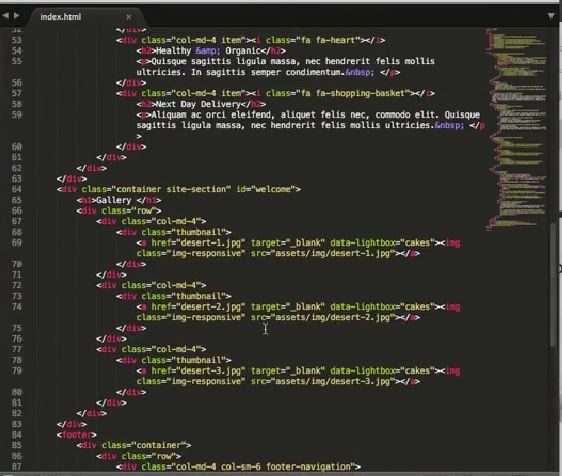 index.html
52 </div>
53 <div class="col-md-4 item"><i class="fa fa-heart"></i>
54 <h2>Healthy &amp; Organic</h2>
55 <p>Quisque sagittis ligula massa, nec hendrerit felis mollis
ultricies. In sagittis semper condimentum.&nbsp; </p>
56 </div>
57 <div class="col-md-4 item"><i class="fa fa-shopping-basket"></i>
58 <h2>Next Day Delivery</h2>
59 <p>Aliquam ac orci eleifend, aliquet felis nec, commodo elit. Quisque
sagittis ligula massa, nec hendrerit felis mollis ultricies.&nbsp; </p
>
60 </div>
61 </div>
62 </div>
63 </div>
64 <div class="container site-section" id="welcome">
65 <h1>Gallery </h1>
66 <div class="row">
67 <div class="col-md-4">
68 <div class="thumbnail">
69 <a href="desert-1.jpg" target="_blank" data-lightbox="cakes"><img
class="img-responsive" src="assets/img/desert-1.jpg"></a>
70 </div>
71 </div>
72 <div class="col-md-4">
73 <div class="thumbnail">
74 <a href="desert-2.jpg" target="_blank" data-lightbox="cakes"><img
class="img-responsive" src="assets/img/desert-2.jpg"></a>
75 </div>
76 </div>
77 <div class="col-md-4">
78 <div class="thumbnail">
79 <a href="desert-3.jpg" target="_blank" data-lightbox="cakes"><img
class="img-responsive" src="assets/img/desert-3.jpg"></a>
80 </div>
81 </div>
82 </div>
83 </div>
84 <footer>
85 <div class="container">
86 <div class="row">
87 <div class="col-md-4 col-sm-6 footer-navigation">